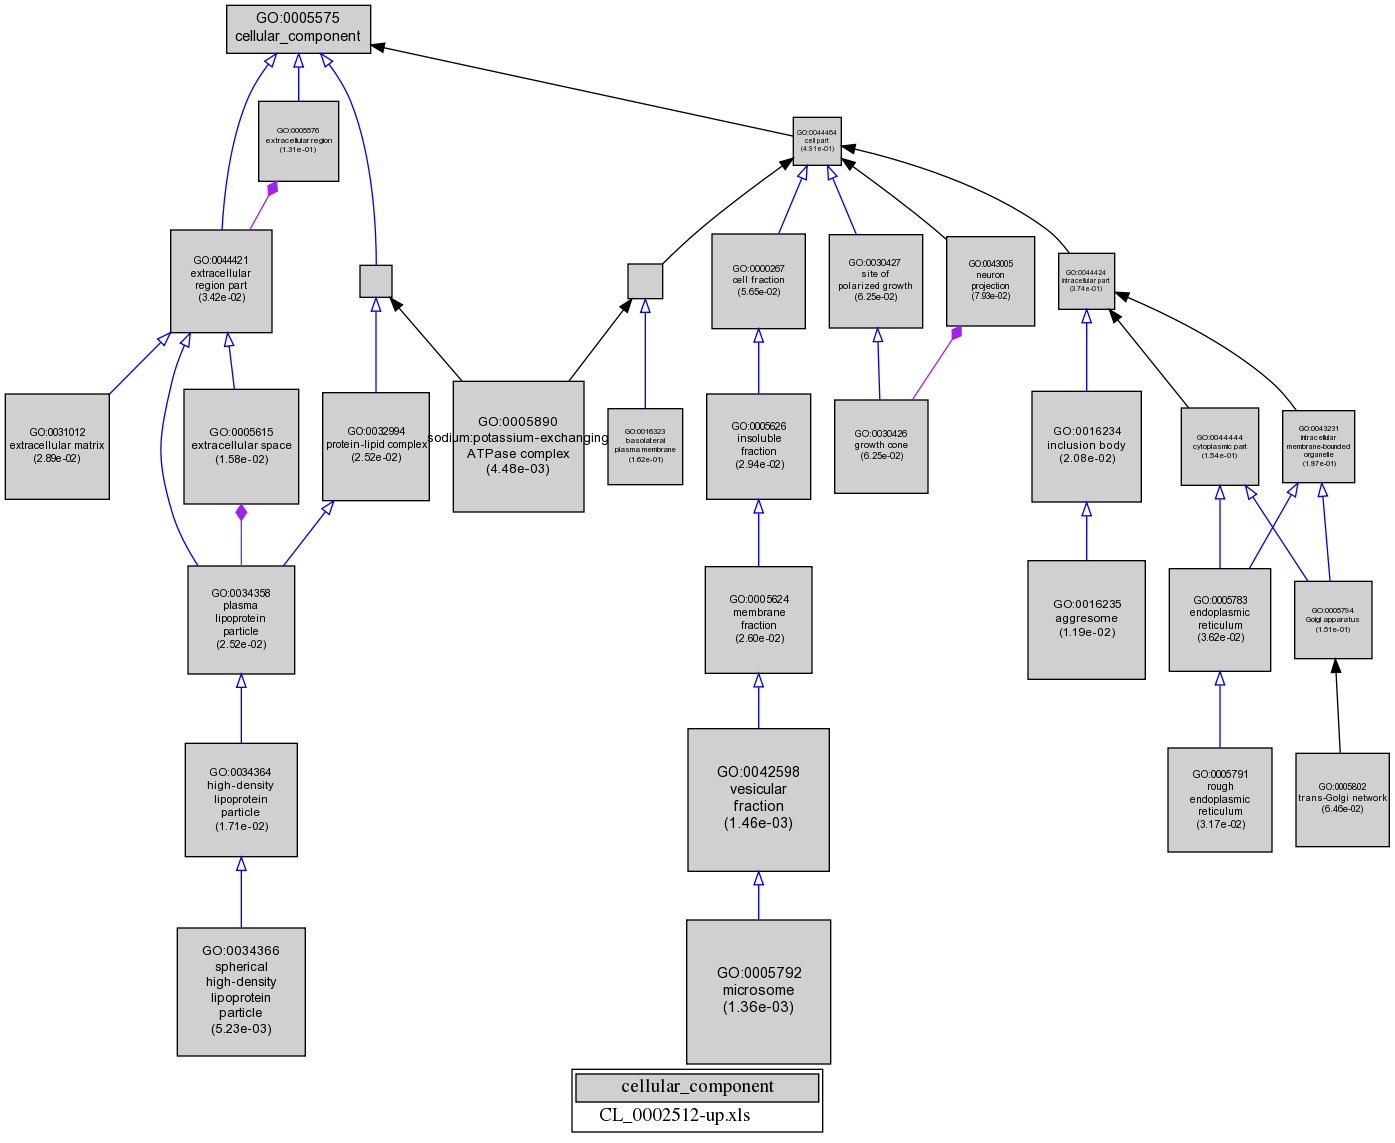 GO:0005575
cellular_component
GO:0005576
extracellular region
(1.31e-01)
GO:0044464
cell part
(4.91e-01)
GO:0044421
extracellular
region part
(3.42e-02)
GO:0000267
cell fraction
(5.65e-02)
GO:0030427
site of
polarized growth
(6.25e-02)
GO:0043005
neuron
projection
(7.93e-02)
GO:0044424
intracellular part
(3.74e-01)
GO:0031012
extracellular matrix
(2.89e-02)
GO:0005615
extracellular space
(1.58e-02)
GO:0032994
protein-lipid complex
(2.52e-02)
GO:0005890
sodium:potassium-exchanging
ATPase complex
(4.48e-03)
GO:0016323
basolateral
plasma membrane
(1.62e-01)
GO:0005626
insoluble
fraction
(2.94e-02)
GO:0030426
growth cone
(6.25e-02)
GO:0016234
inclusion body
(2.08e-02)
GO:0044444
cytoplasmic part
(1.54e-01)
GO:0043231
intracellular
membrane-bounded
organelle
(1.97e-01)
GO:0034358
plasma
lipoprotein
particle
(2.52e-02)
GO:0005624
membrane
fraction
(2.60e-02)
GO:0016235
aggresome
(1.19e-02)
GO:0005783
endoplasmic
reticulum
(3.62e-02)
GO:0005794
Golgi apparatus
(1.51e-01)
GO:0034364
high-density
lipoprotein
particle
(1.71e-02)
GO:0042598
vesicular
fraction
(1.46e-03)
GO:0005791
rough
endoplasmic
reticulum
(3.17e-02)
GO:0005802
trans-Golgi network
(6.46e-02)
GO:0034366
spherical
high-density
lipoprotein
particle
(5.23e-03)
GO:0005792
microsome
(1.36e-03)
cellular_component
CL_0002512-up.xls